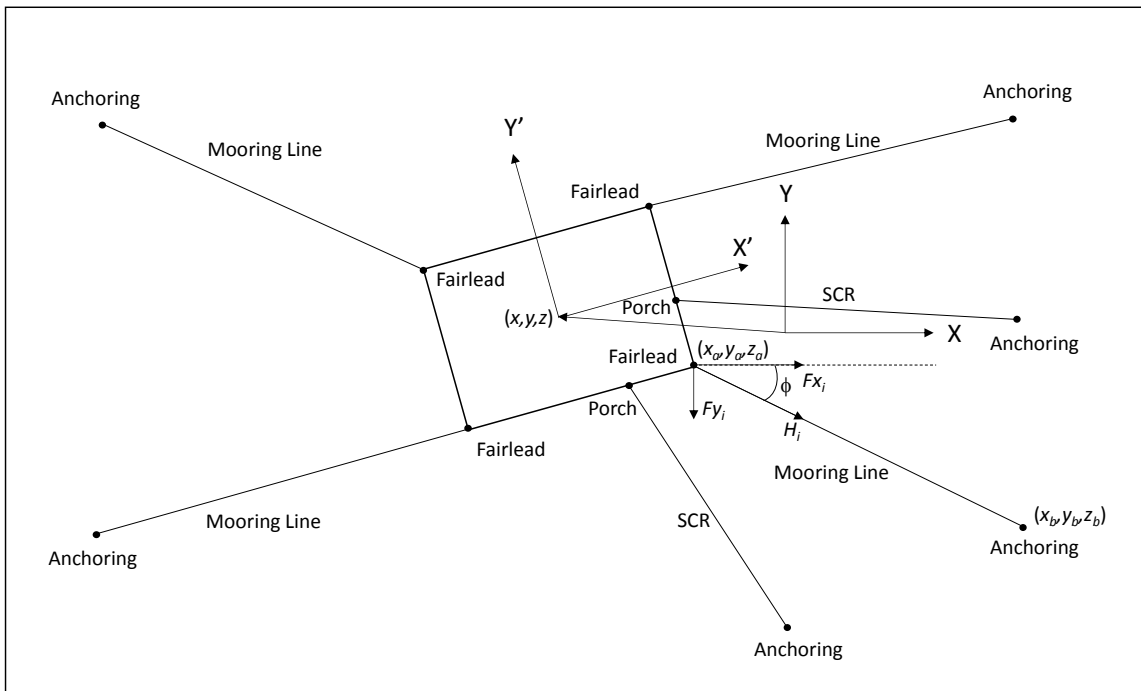 Anchoring
Mooring Line
Y’
Anchoring
Mooring Line
Fairlead
Y
X’
Fairlead
SCR
Porch
(x,y,z)
X
Anchoring
Fairlead
(xa,ya,za)
Fxi
ϕ
Porch
Fyi
Hi
Fairlead
Mooring Line
Mooring Line
SCR
(xb,yb,zb)
Anchoring
Anchoring
Anchoring